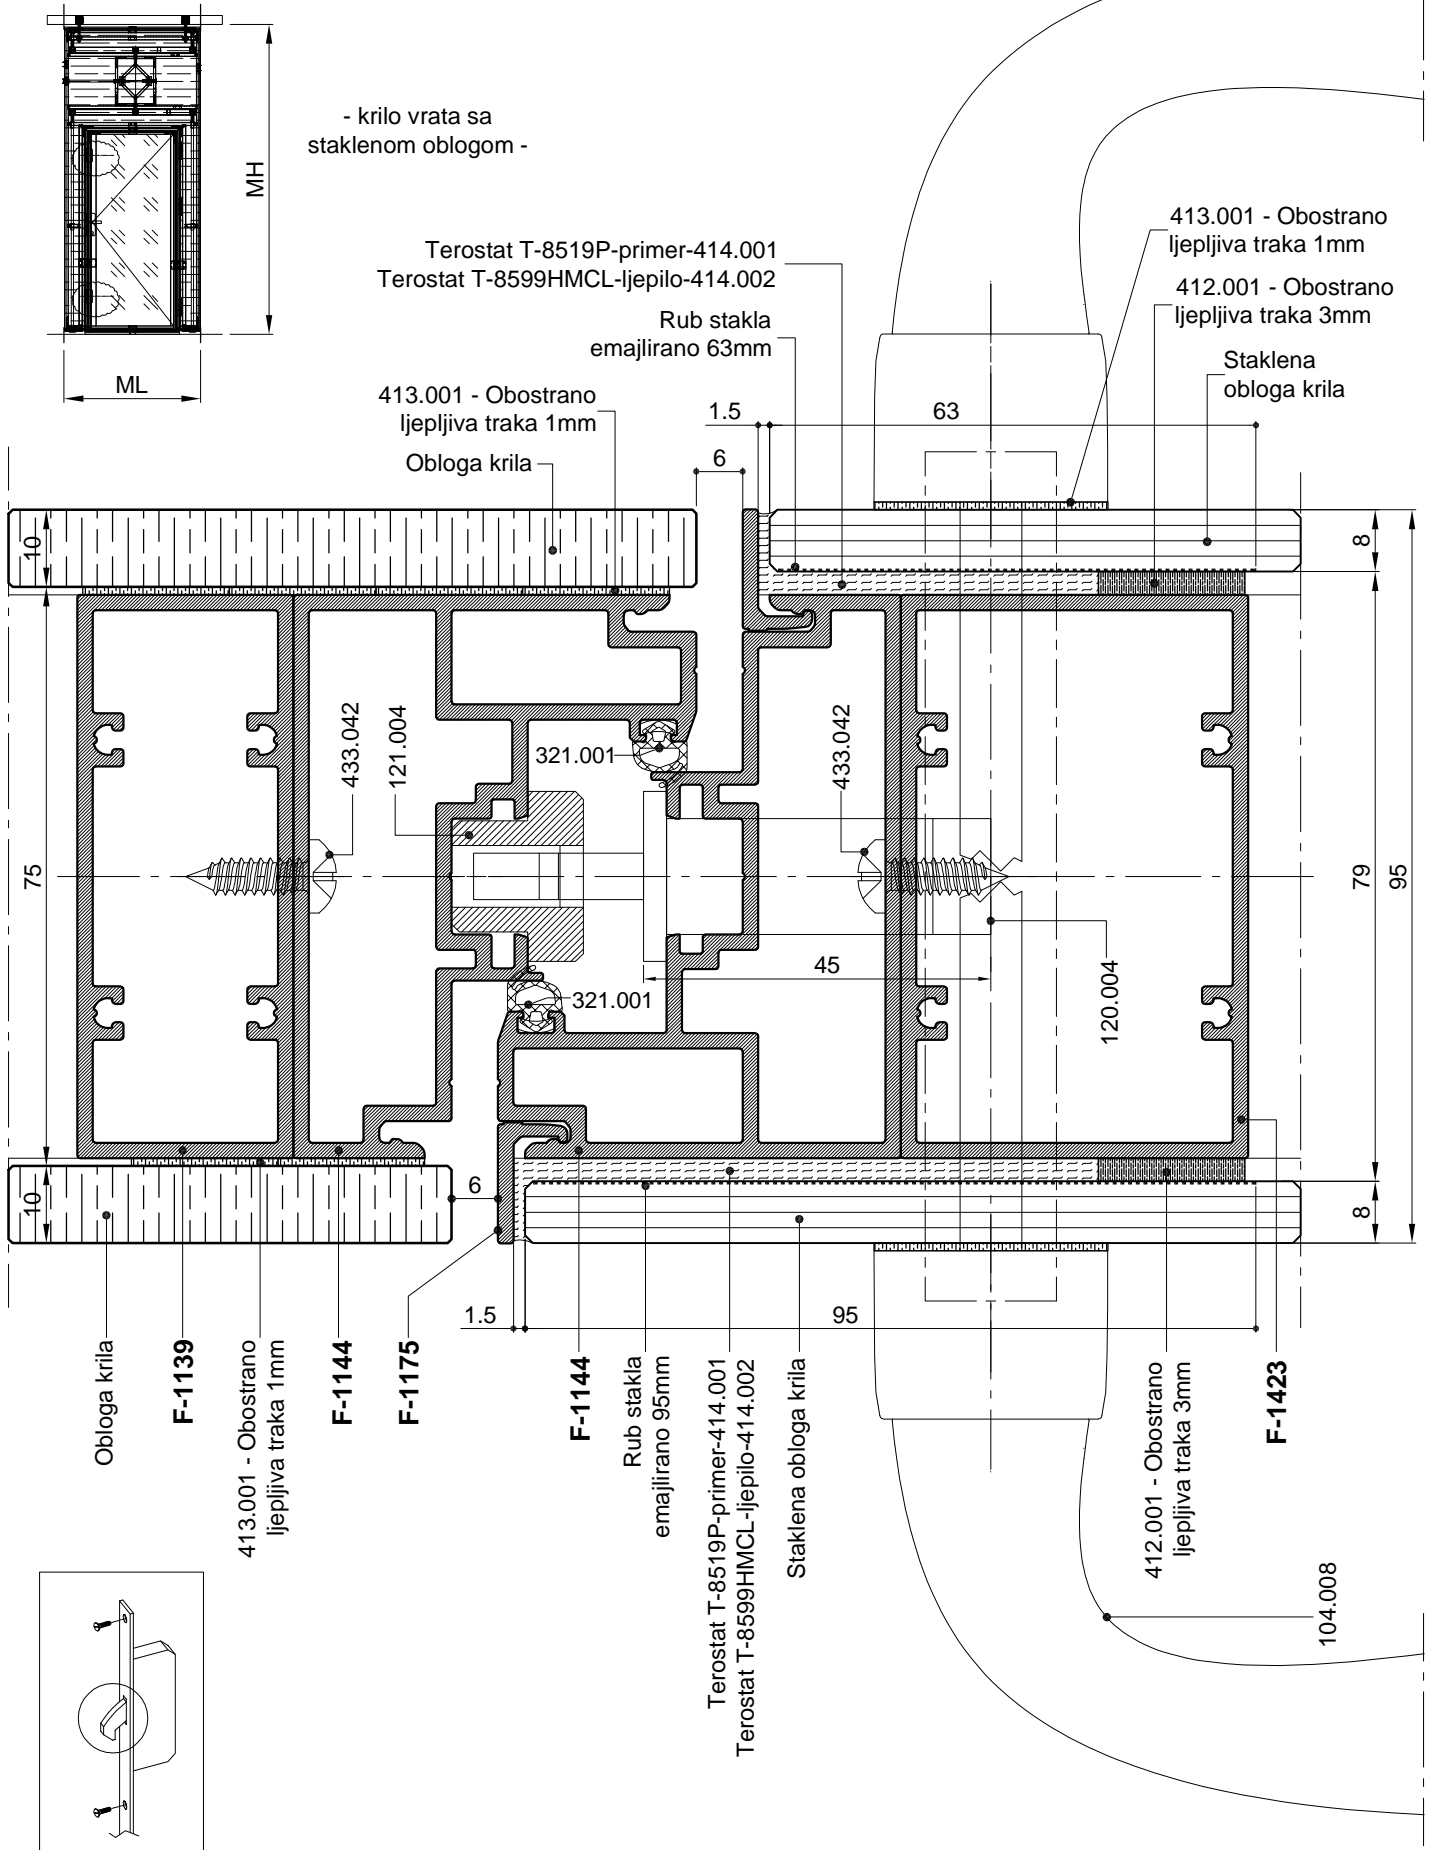 - krilo vrata sa
staklenom oblogom -
MH
ML
Terostat T-8519P-primer-414.001
Terostat T-8599HMCL-ljepilo-414.002
Rub stakla
emajlirano 63mm
413.001 - Obostrano
ljepljiva traka 1mm
Obloga krila
413.001 - Obostrano
ljepljiva traka 1mm
412.001 - Obostrano
ljepljiva traka 3mm
Staklena
obloga krila
1.5
63
6
10
8
433.042
121.004
321.001
433.042
75
79
95
45
321.001
120.004
10
6
8
1.5
95
Obloga krila
F-1139
413.001 - Obostrano
ljepljiva traka 1mm
F-1144
F-1175
F-1144
Rub stakla
emajlirano 95mm
Terostat T-8519P-primer-414.001
Terostat T-8599HMCL-ljepilo-414.002
Staklena obloga krila
412.001 - Obostrano
ljepljiva traka 3mm
F-1423
104.008